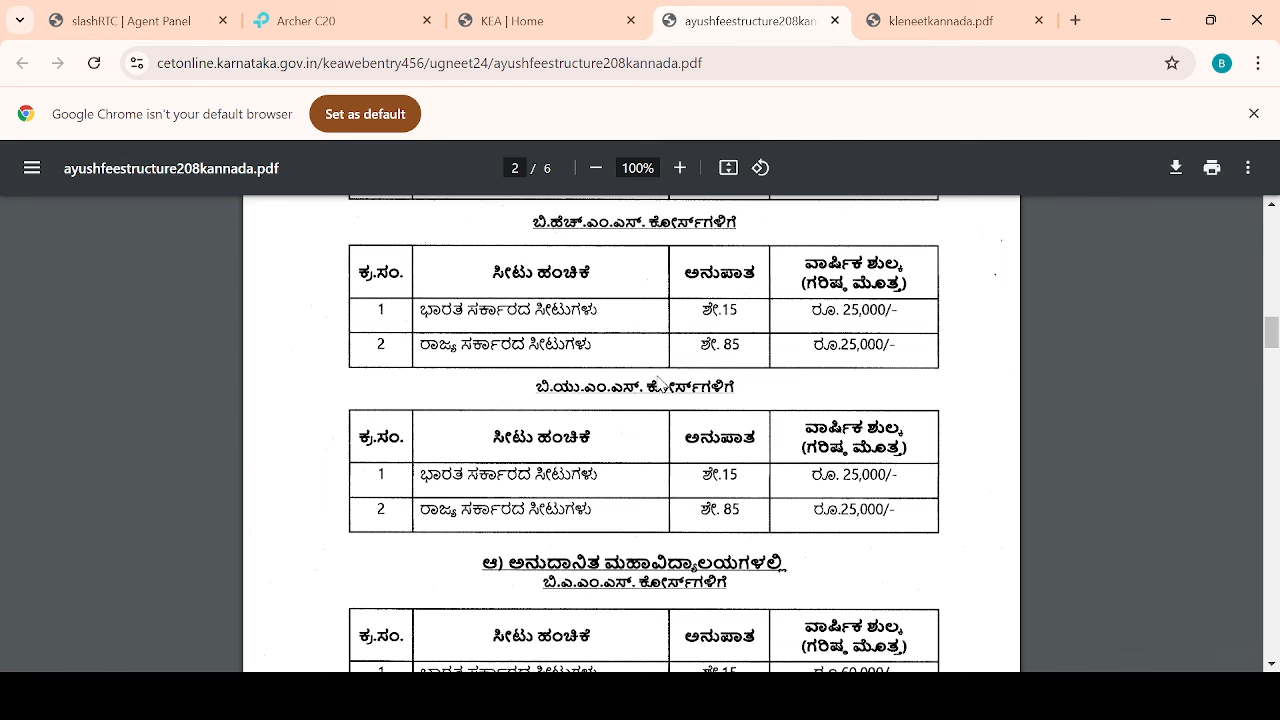 slashRTC | Agent Panel
Archer C20
KEA | Home
ayushfeestructure208kan
kleneetkannada.pdf
cetonline.karnataka.gov.in/keawebentry456/ugneet24/ayushfeestructure208kannada.pdf
B
Google Chrome isn't your default browser
Set as default
ayushfeestructure208kannada.pdf
2 / 6
100%
ಬಿ.ಹೆಚ್.ಎಂ.ಎಸ್. ಕೋರ್ಸ್‌ಗಳಿಗೆ
ಕ್ರ.ಸಂ. ಸೀಟು ಹಂಚಿಕೆ ಅನುಪಾತ ವಾರ್ಷಿಕ ಶುಲ್ಕ
(ಗರಿಷ್ಠ ಮೊತ್ತ)
1 ಭಾರತ ಸರ್ಕಾರದ ಸೀಟುಗಳು ಶೇ.15 ರೂ. 25,000/-
2 ರಾಜ್ಯ ಸರ್ಕಾರದ ಸೀಟುಗಳು ಶೇ. 85 ರೂ.25,000/-
ಬಿ.ಯು.ಎಂ.ಎಸ್. ಕೋರ್ಸ್‌ಗಳಿಗೆ
ಕ್ರ.ಸಂ. ಸೀಟು ಹಂಚಿಕೆ ಅನುಪಾತ ವಾರ್ಷಿಕ ಶುಲ್ಕ
(ಗರಿಷ್ಠ ಮೊತ್ತ)
1 ಭಾರತ ಸರ್ಕಾರದ ಸೀಟುಗಳು ಶೇ.15 ರೂ. 25,000/-
2 ರಾಜ್ಯ ಸರ್ಕಾರದ ಸೀಟುಗಳು ಶೇ. 85 ರೂ.25,000/-
ಆ) ಅನುದಾನಿತ ಮಹಾವಿದ್ಯಾಲಯಗಳಲ್ಲಿ
ಬಿ.ಎ.ಎಂ.ಎಸ್. ಕೋರ್ಸ್‌ಗಳಿಗೆ
ಕ್ರ.ಸಂ. ಸೀಟು ಹಂಚಿಕೆ ಅನುಪಾತ ವಾರ್ಷಿಕ ಶುಲ್ಕ
(ಗರಿಷ್ಠ ಮೊತ್ತ)